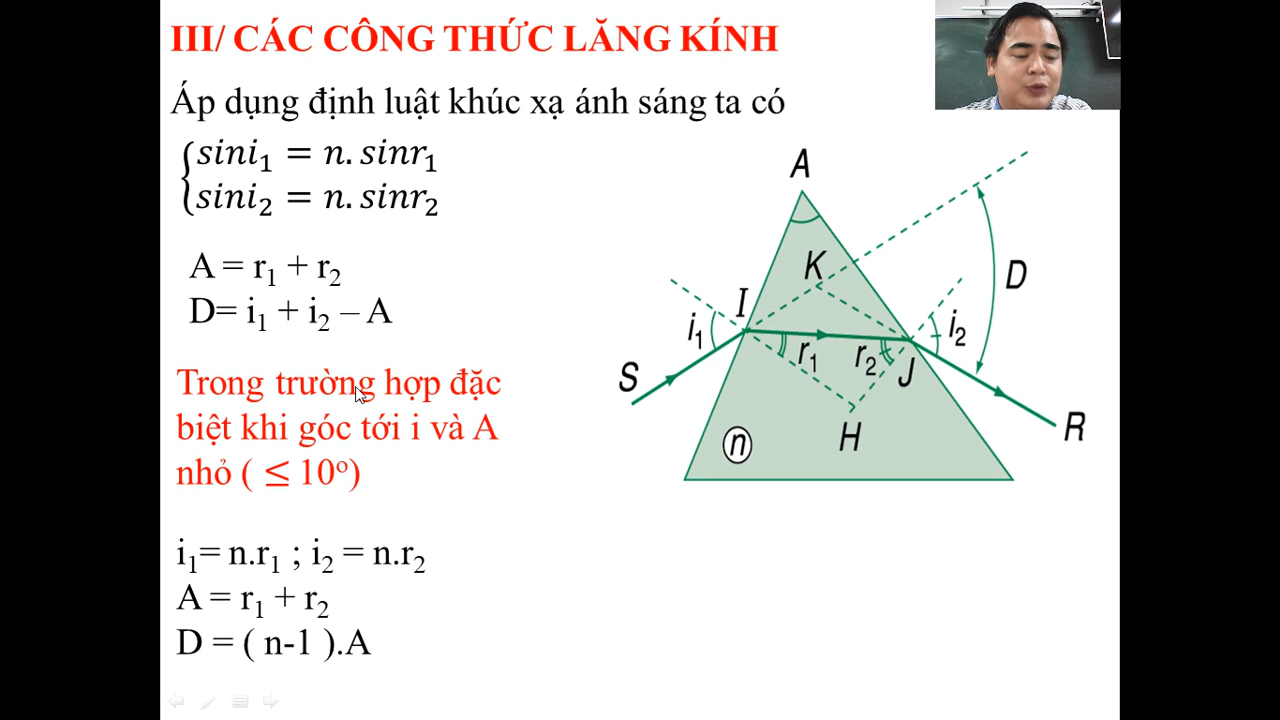 III/ CÁC CÔNG THỨC LĂNG KÍNH
Áp dụng định luật khúc xạ ánh sáng ta có
sini₁ = n. sinr₁
sini₂ = n. sinr₂
A = r₁ + r₂
D= i₁ + i₂ – A
Trong trường hợp đặc
biệt khi góc tới i và A
nhỏ ( ≤ 10º)
i₁= n.r₁ ; i₂ = n.r₂
A = r₁ + r₂
D = ( n-1 ).A
A
K
D
I
i₁
i₂
r₁
r₂
J
S
H
R
n